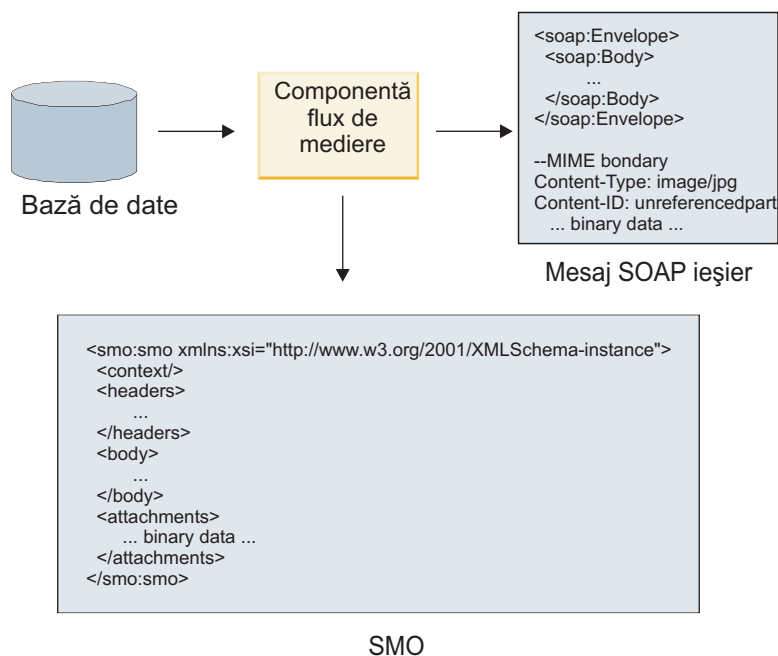 Bază de date
Componentă
flux de
mediere
<soap:Envelope>
<soap:Body>
...
</soap:Body>
</soap:Envelope>
--MIME bondary
Content-Type: image/jpg
Content-ID: unreferencedpart
... binary data ...
Mesaj SOAP ieşier
<smo:smo xmlns:xsi="http://www.w3.org/2001/XMLSchema-instance">
<context/>
<headers>
...
</headers>
<body>
...
</body>
<attachments>
... binary data ...
</attachments>
</smo:smo>
SMO